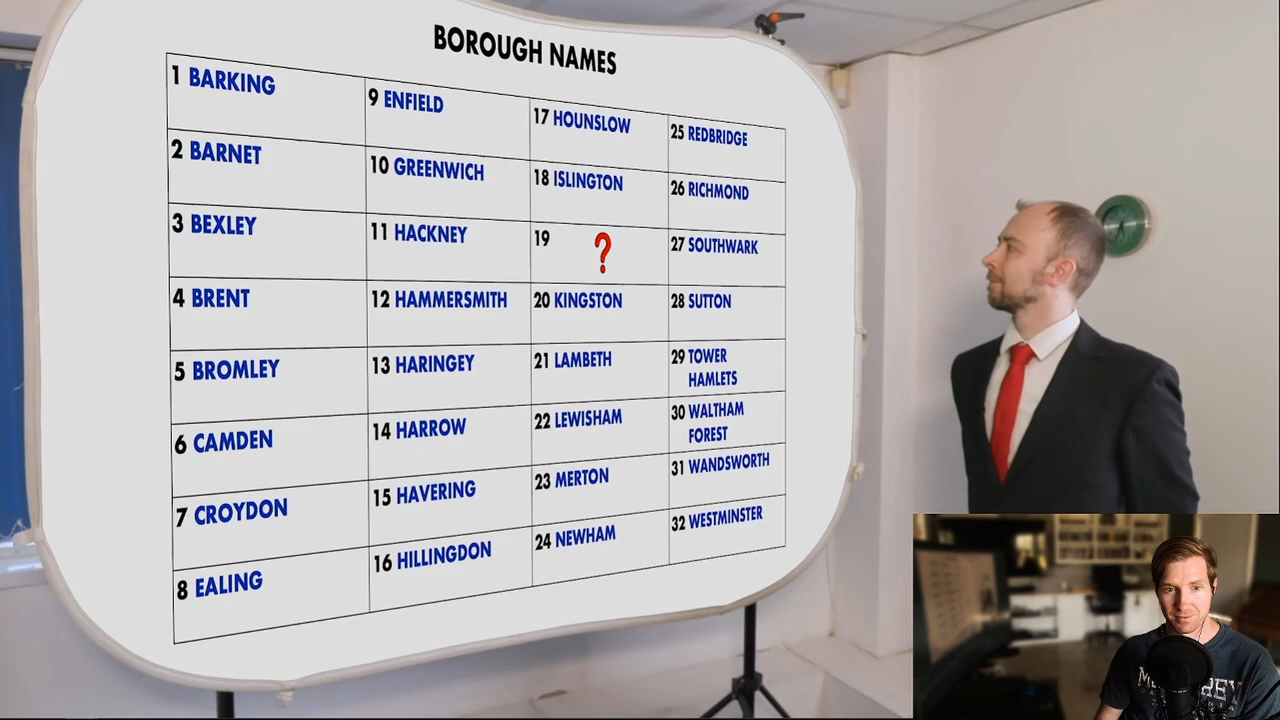 BOROUGH NAMES
1 BARKING
2 BARNET
3 BEXLEY
4 BRENT
5 BROMLEY
6 CAMDEN
7 CROYDON
8 EALING
9 ENFIELD
10 GREENWICH
11 HACKNEY
12 HAMMERSMITH
13 HARINGEY
14 HARROW
15 HAVERING
16 HILLINGDON
17 HOUNSLOW
18 ISLINGTON
19 ?
20 KINGSTON
21 LAMBETH
22 LEWISHAM
23 MERTON
24 NEWHAM
25 REDBRIDGE
26 RICHMOND
27 SOUTHWARK
28 SUTTON
29 TOWER
HAMLETS
30 WALTHAM
FOREST
31 WANDSWORTH
32 WESTMINSTER